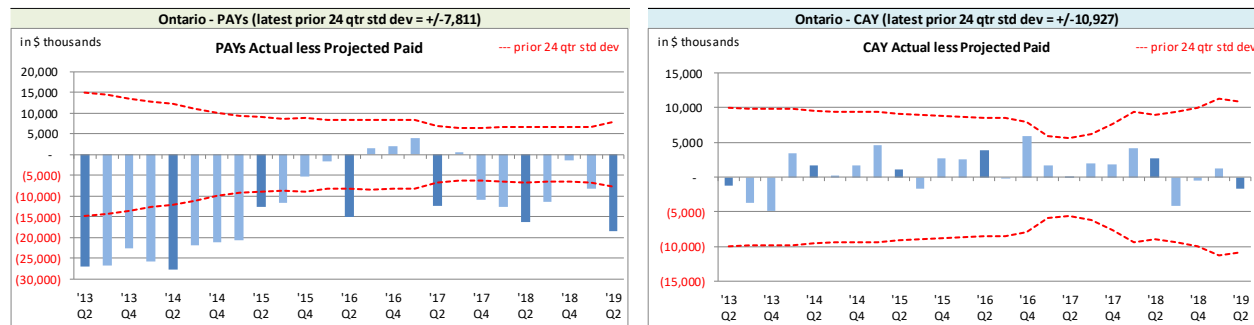 Ontario - PAYs (latest prior 24 qtr std dev = +/-7,811)
in $ thousands
PAYs Actual less Projected Paid
--- prior 24 qtr std dev
20,000
15,000
10,000
5,000
-
(5,000)
(10,000)
(15,000)
(20,000)
(25,000)
(30,000)
'13 '13 '14 '14 '15 '15 '16 '16 '17 '17 '18 '18 '19
Q2 Q4 Q2 Q4 Q2 Q4 Q2 Q4 Q2 Q4 Q2 Q4 Q2
Ontario - CAY (latest prior 24 qtr std dev = +/-10,927)
in $ thousands
CAY Actual less Projected Paid
--- prior 24 qtr std dev
15,000
10,000
5,000
-
(5,000)
(10,000)
(15,000)
'13 '13 '14 '14 '15 '15 '16 '16 '17 '17 '18 '18 '19
Q2 Q4 Q2 Q4 Q2 Q4 Q2 Q4 Q2 Q4 Q2 Q4 Q2